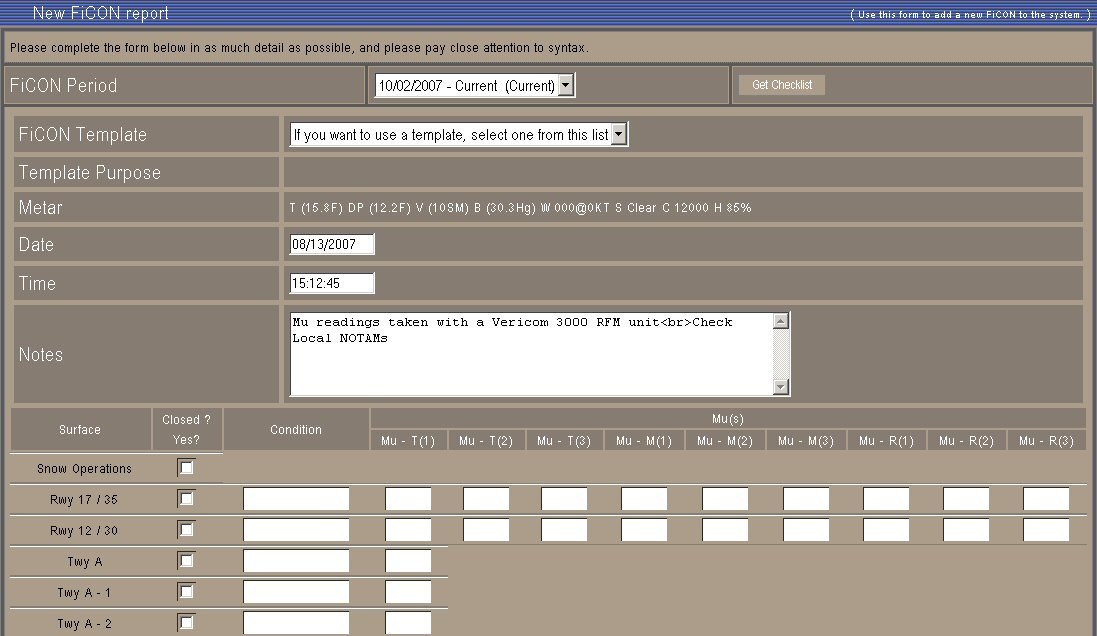 New FiCON report
( Use this form to add a new FiCON to the system. )
Please complete the form below in as much detail as possible, and please pay close attention to syntax.
FiCON Period
10/02/2007 - Current (Current)
Get Checklist
FiCON Template
If you want to use a template, select one from this list
Template Purpose
Metar
T (15.8F) DP (12.2F) V (10SM) B (30.3Hg) W 000@0KT S Clear C 12000 H 85%
Date
08/13/2007
Time
15:12:45
Notes
Mu readings taken with a Vericom 3000 RFM unit<br>Check
Local NOTAMs
Surface
Closed ?
Yes?
Condition
Mu(s)
Mu - T(1) Mu - T(2) Mu - T(3) Mu - M(1) Mu - M(2) Mu - M(3) Mu - R(1) Mu - R(2) Mu - R(3)
Snow Operations
Rwy 17 / 35
Rwy 12 / 30
Twy A
Twy A - 1
Twy A - 2